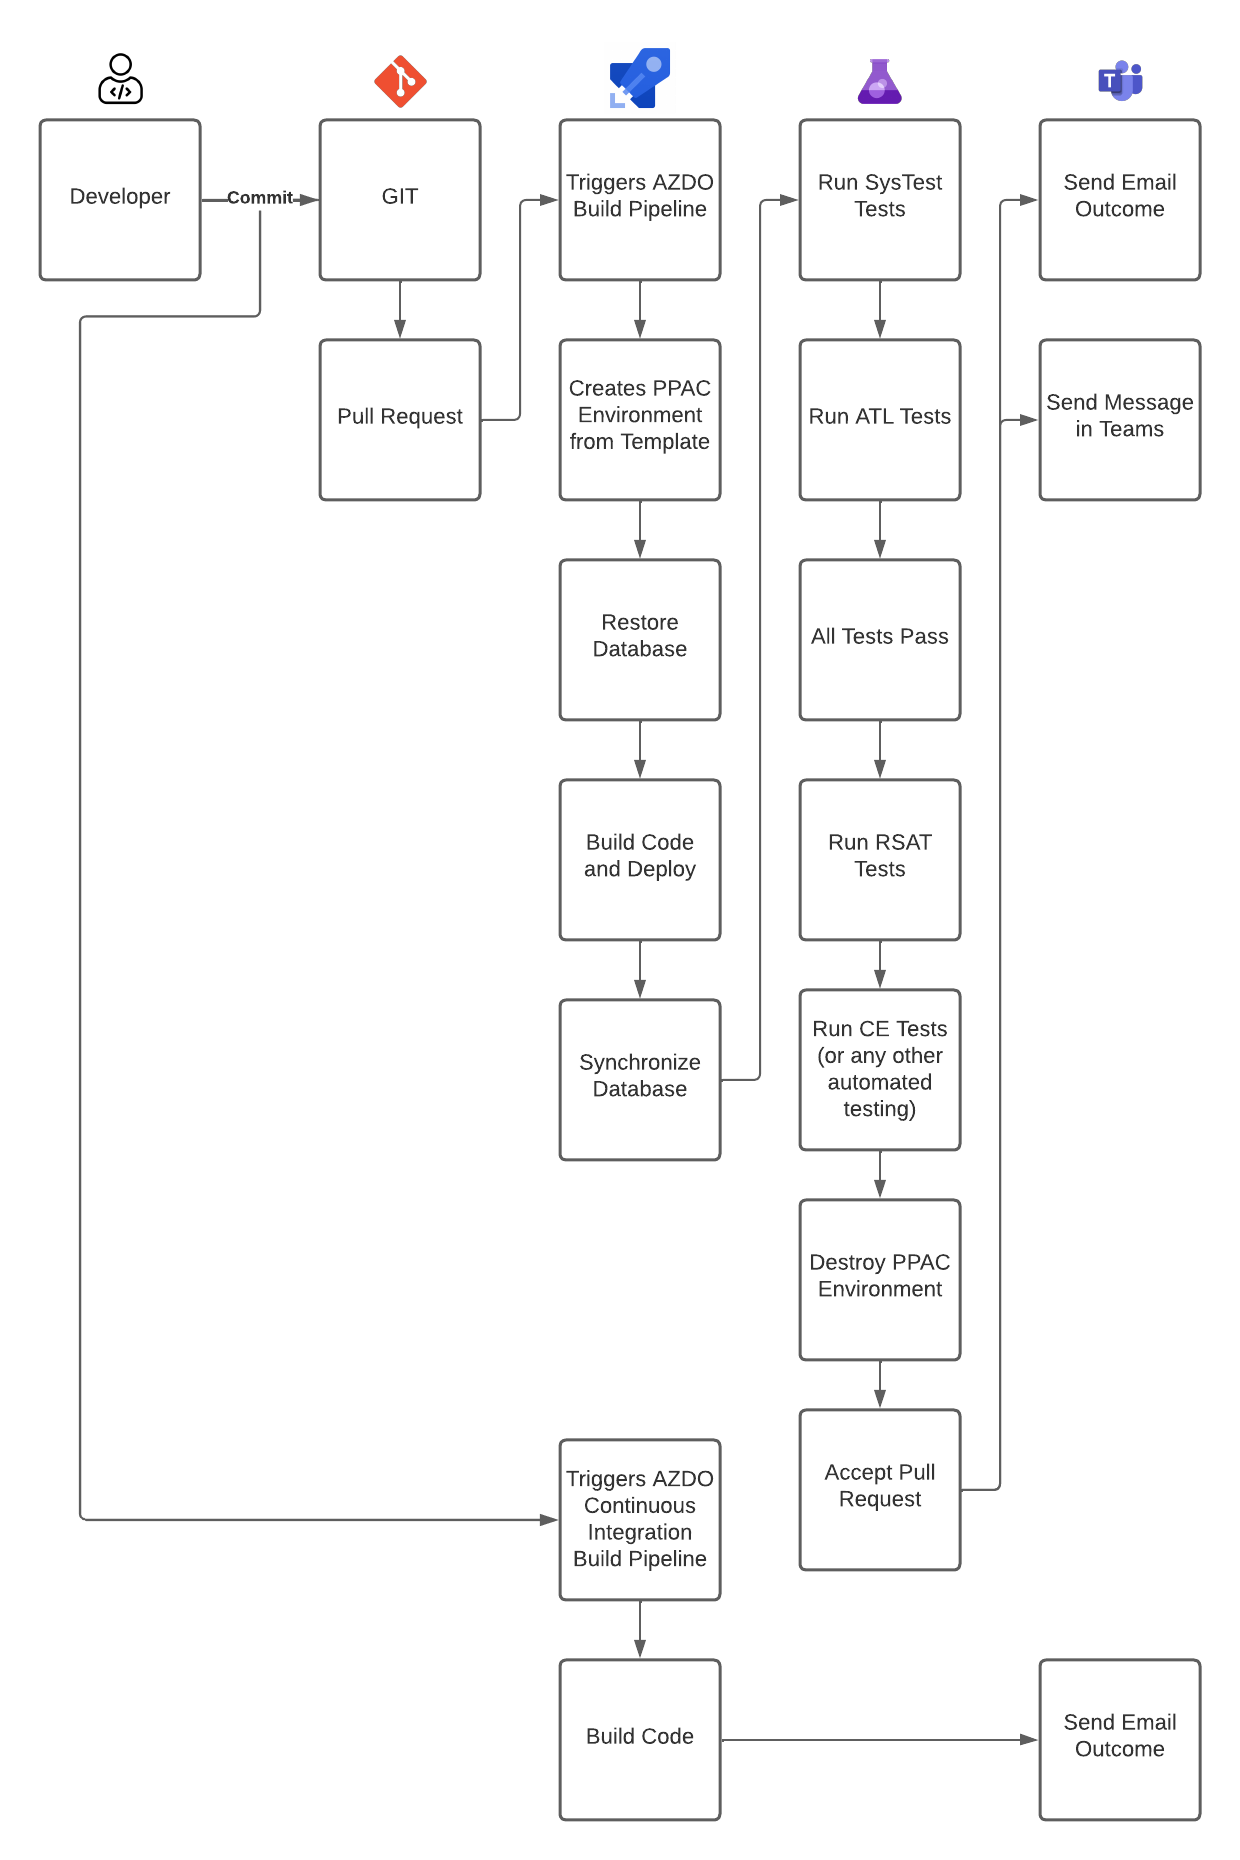 Developer
Commit
GIT
Pull Request
Triggers AZDO
Build Pipeline
Creates PPAC
Environment
from Template
Restore
Database
Build Code
and Deploy
Synchronize
Database
Run SysTest
Tests
Run ATL Tests
All Tests Pass
Run RSAT
Tests
Run CE Tests
(or any other
automated
testing)
Destroy PPAC
Environment
Accept Pull
Request
T
Send Email
Outcome
Send Message
in Teams
Triggers AZDO
Continuous
Integration
Build Pipeline
Build Code
Send Email
Outcome